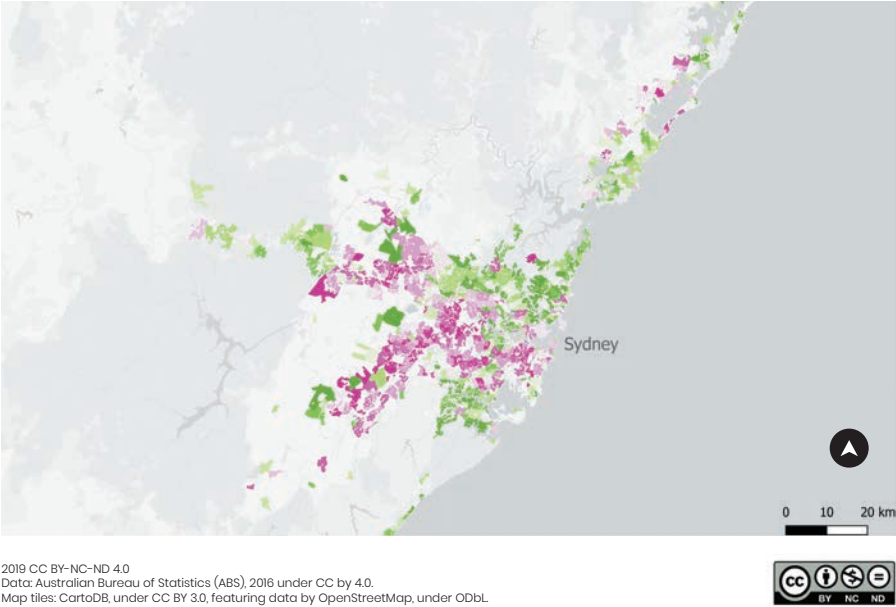 Sydney
0 10 20 km
2019 CC BY-NC-ND 4.0
Data: Australian Bureau of Statistics (ABS), 2016 under CC by 4.0.
Map tiles: CartoDB, under CC BY 3.0, featuring data by OpenStreetMap, under ODbL
cc
BY NC ND